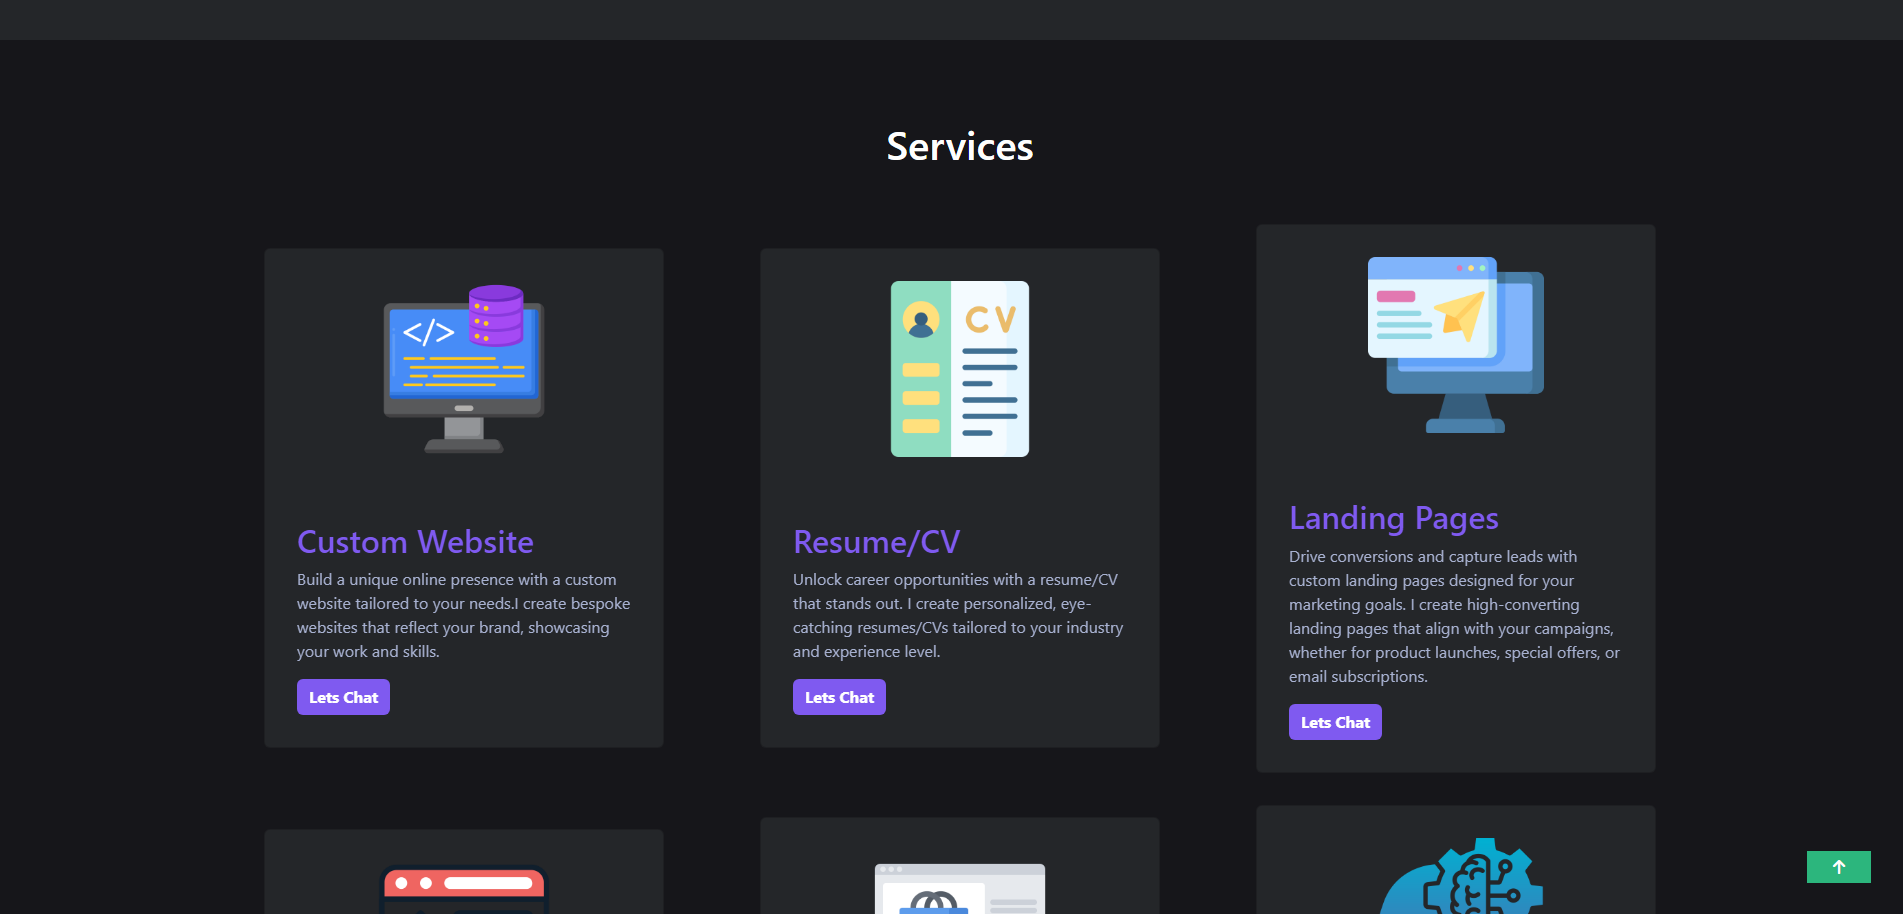 Services
</>
CV
Custom Website
Build a unique online presence with a custom
website tailored to your needs.I create bespoke
websites that reflect your brand, showcasing
your work and skills.
Lets Chat
Resume/CV
Unlock career opportunities with a resume/CV
that stands out. I create personalized, eye-
catching resumes/CVs tailored to your industry
and experience level.
Lets Chat
Landing Pages
Drive conversions and capture leads with
custom landing pages designed for your
marketing goals. I create high-converting
landing pages that align with your campaigns,
whether for product launches, special offers, or
email subscriptions.
Lets Chat